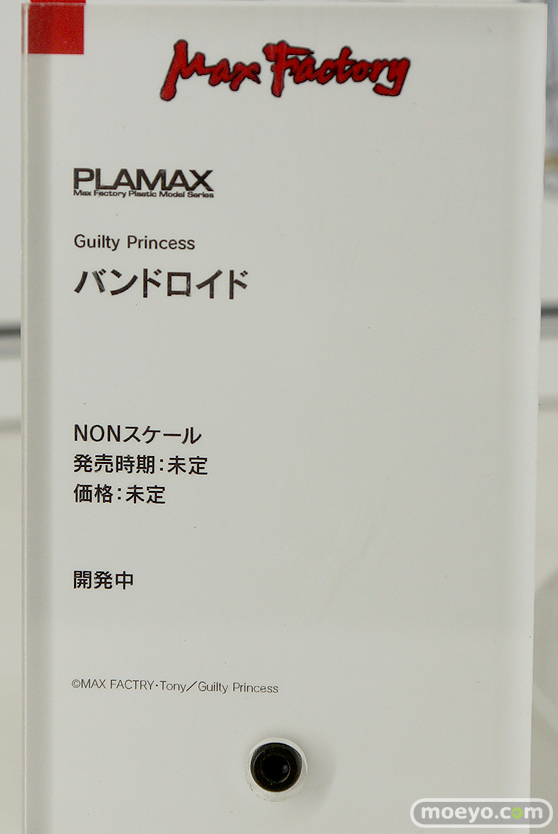 Max Factory
PLAMAX
Max Factory Plastic Model Series
Guilty Princess
バンドロイド
NONスケール
発売時期：未定
価格：未定
開発中
©MAX FACTRY・Tony／Guilty Princess
moeyo.com